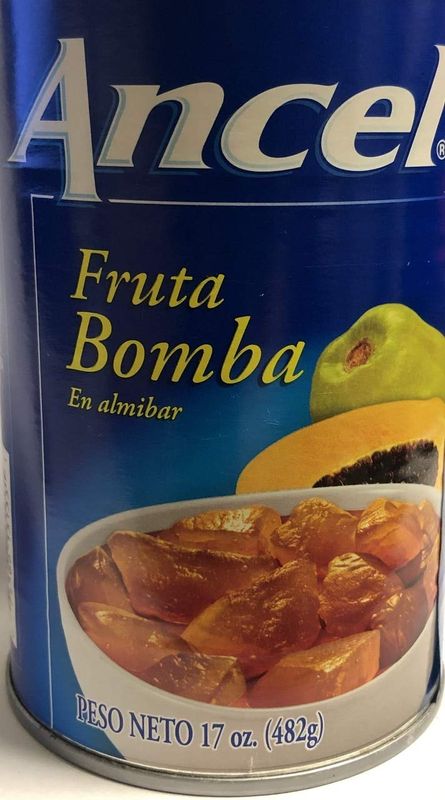 Ancel®
Fruta
Bomba
En almibar
PESO NETO 17 oz. (482g)